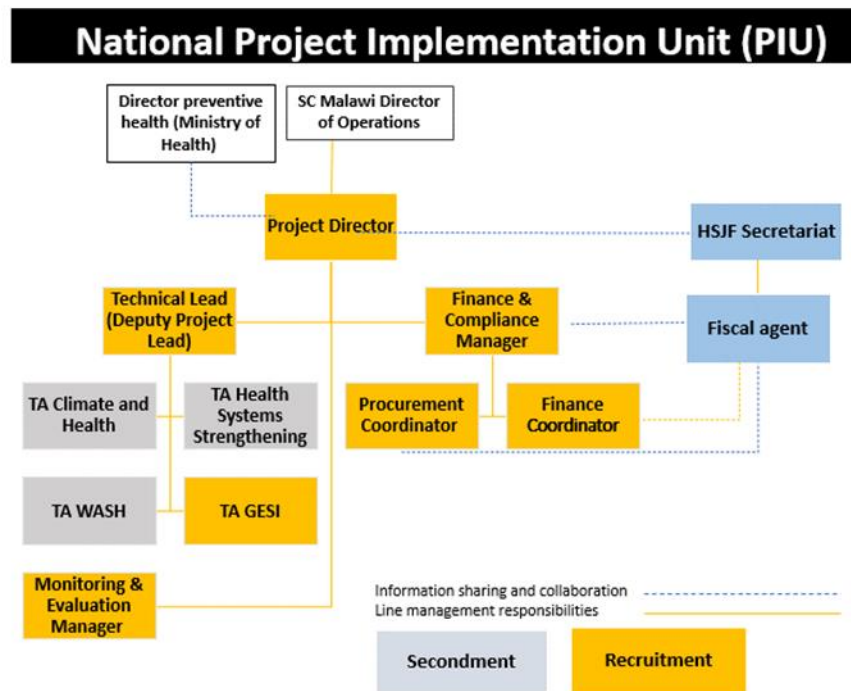 National Project Implementation Unit (PIU)
Director preventive
health (Ministry of
Health)
SC Malawi Director
of Operations
Project Director
HSJF Secretariat
Technical Lead
(Deputy Project
Lead)
Finance &
Compliance
Manager
Fiscal agent
TA Climate and
Health
TA Health
Systems
Strengthening
Procurement
Coordinator
Finance
Coordinator
TA WASH
TA GESI
Monitoring &
Evaluation
Manager
Information sharing and collaboration
Line management responsibilities
Secondment
Recruitment